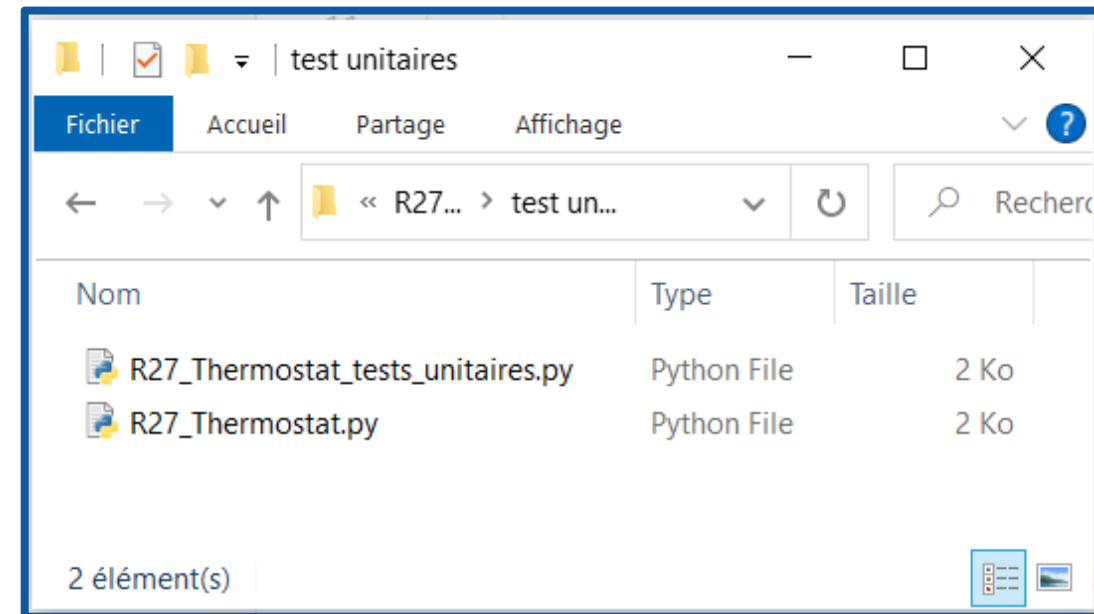 test unitaires
Fichier Accueil Partage Affichage ?
« R27... > test un... Recherc
Nom Type Taille
R27_Thermostat_tests_unitaires.py Python File 2 Ko
R27_Thermostat.py Python File 2 Ko
2 élément(s)